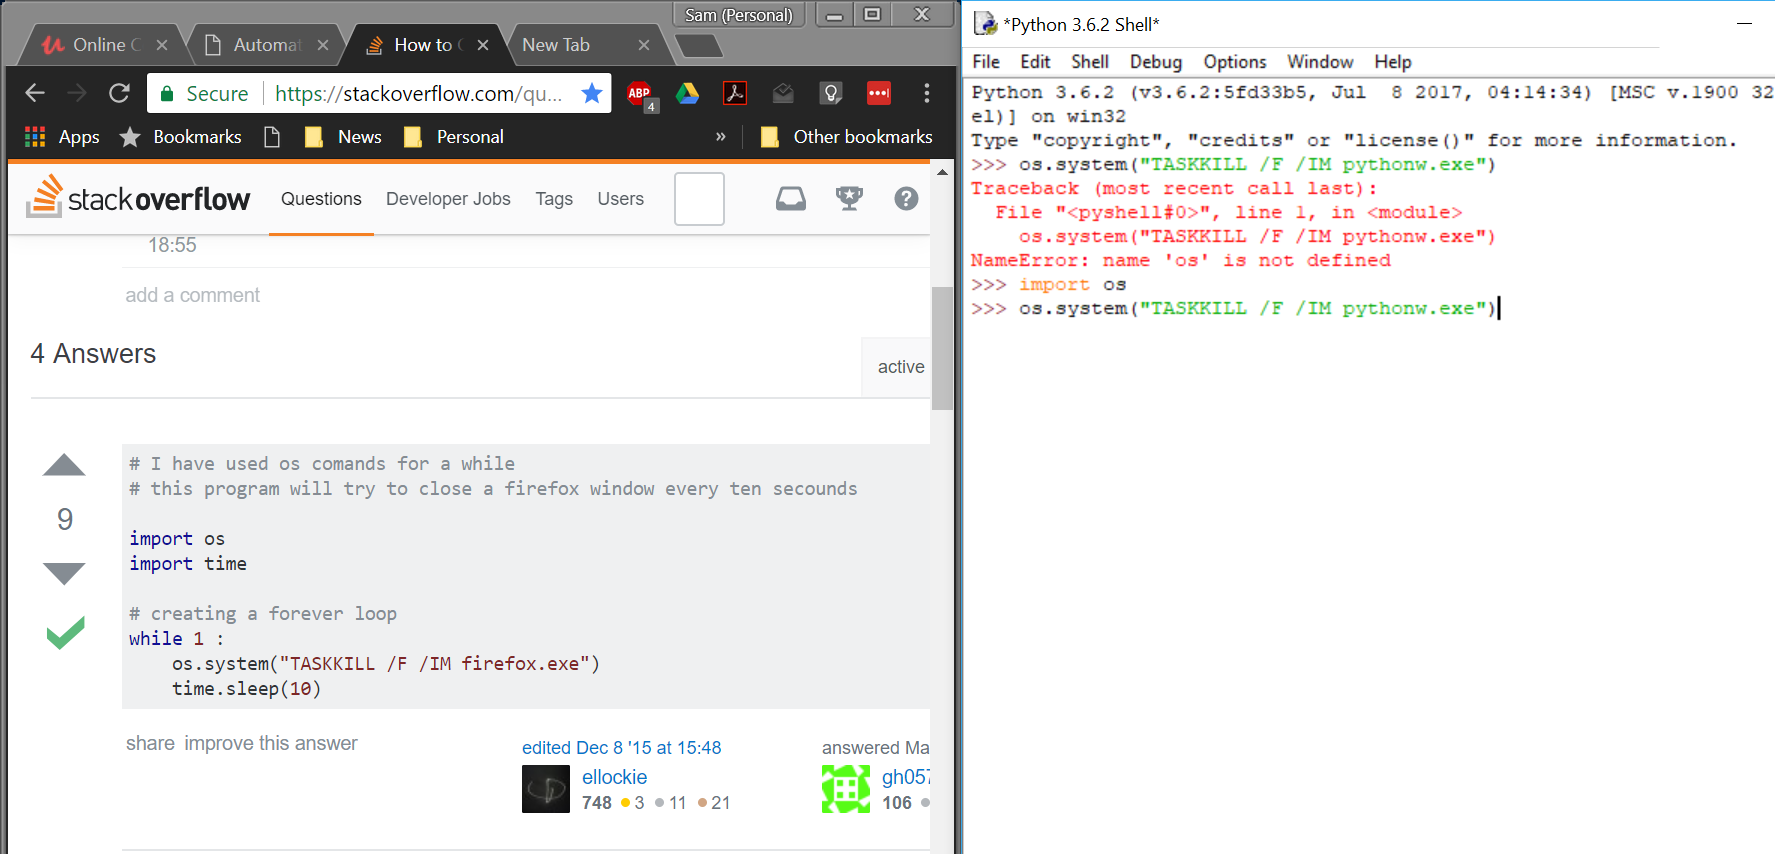 Sam (Personal)
Online C
Automat
How to C
New Tab
Secure
https://stackoverflow.com/qu...
ABP
4
Apps
Bookmarks
News
Personal
»
Other bookmarks
stackoverflow
Questions
Developer Jobs
Tags
Users
?
18:55
add a comment
4 Answers
active
9
# I have used os comands for a while
# this program will try to close a firefox window every ten secounds
import os
import time
# creating a forever loop
while 1 :
os.system("TASKKILL /F /IM firefox.exe")
time.sleep(10)
share improve this answer
edited Dec 8 '15 at 15:48
ellockie
748 3 11 21
answered Ma
gh057
106
*Python 3.6.2 Shell*
File Edit Shell Debug Options Window Help
Python 3.6.2 (v3.6.2:5fd33b5, Jul  8 2017, 04:14:34) [MSC v.1900 32
el)] on win32
Type "copyright", "credits" or "license()" for more information.
>>> os.system("TASKKILL /F /IM pythonw.exe")
Traceback (most recent call last):
File "<pyshell#0>", line 1, in <module>
os.system("TASKKILL /F /IM pythonw.exe")
NameError: name 'os' is not defined
>>> import os
>>> os.system("TASKKILL /F /IM pythonw.exe")